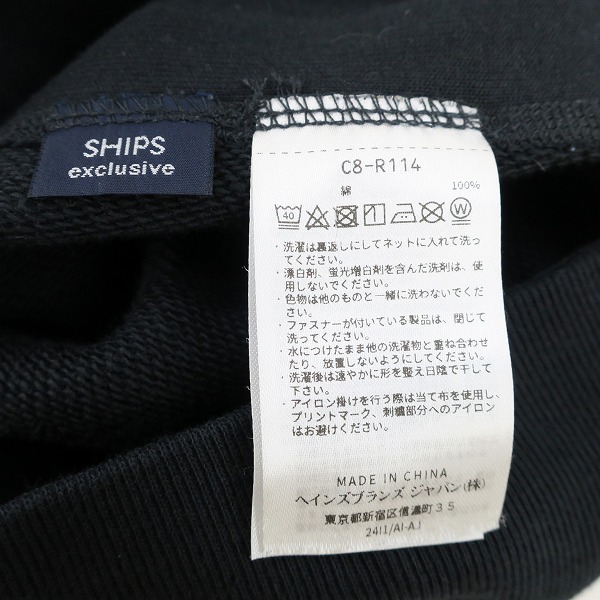 SHIPS
exclusive
C8-R114
綿 100%
40
・洗濯は裏返しにしてネットに入れて洗っ
てください。
・漂白剤、蛍光増白剤を含んだ洗剤は、使
用しないでください。
・色物は他のものと一緒に洗わないでくだ
さい。
・ファスナーが付いている製品は、閉じて
洗ってください。
・水につけたまま他の洗濯物と重ね合わせ
たり、放置しないようにしてください。
・洗濯後は速やかに形を整え日陰で干して
下さい。
・アイロン掛けを行う際は当て布を使用し、
プリントマーク、刺繍部分へのアイロン
はお避けください。
MADE IN CHINA
ヘインズブランズ ジャパン(株)
東京都新宿区信濃町35
24I1/AI-AJ